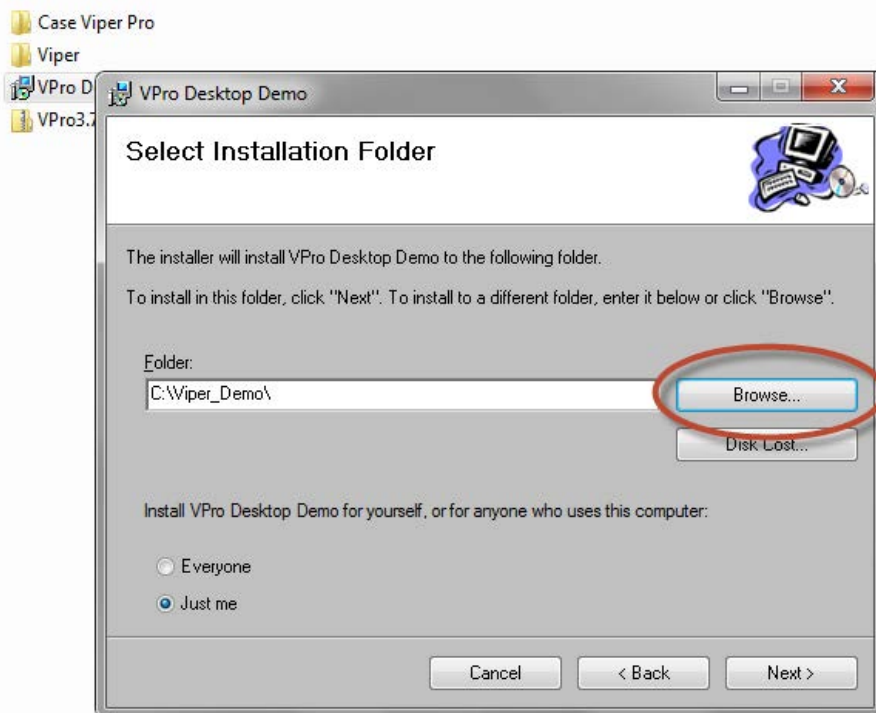 Case Viper Pro
Viper
VPro D
VPro3.7
VPro Desktop Demo
Select Installation Folder
The installer will install VPro Desktop Demo to the following folder.
To install in this folder, click "Next". To install to a different folder, enter it below or click "Browse".
Folder:
C:\Viper_Demo\
Browse...
Disk Cost...
Install VPro Desktop Demo for yourself, or for anyone who uses this computer:
Everyone
Just me
Cancel
< Back
Next >